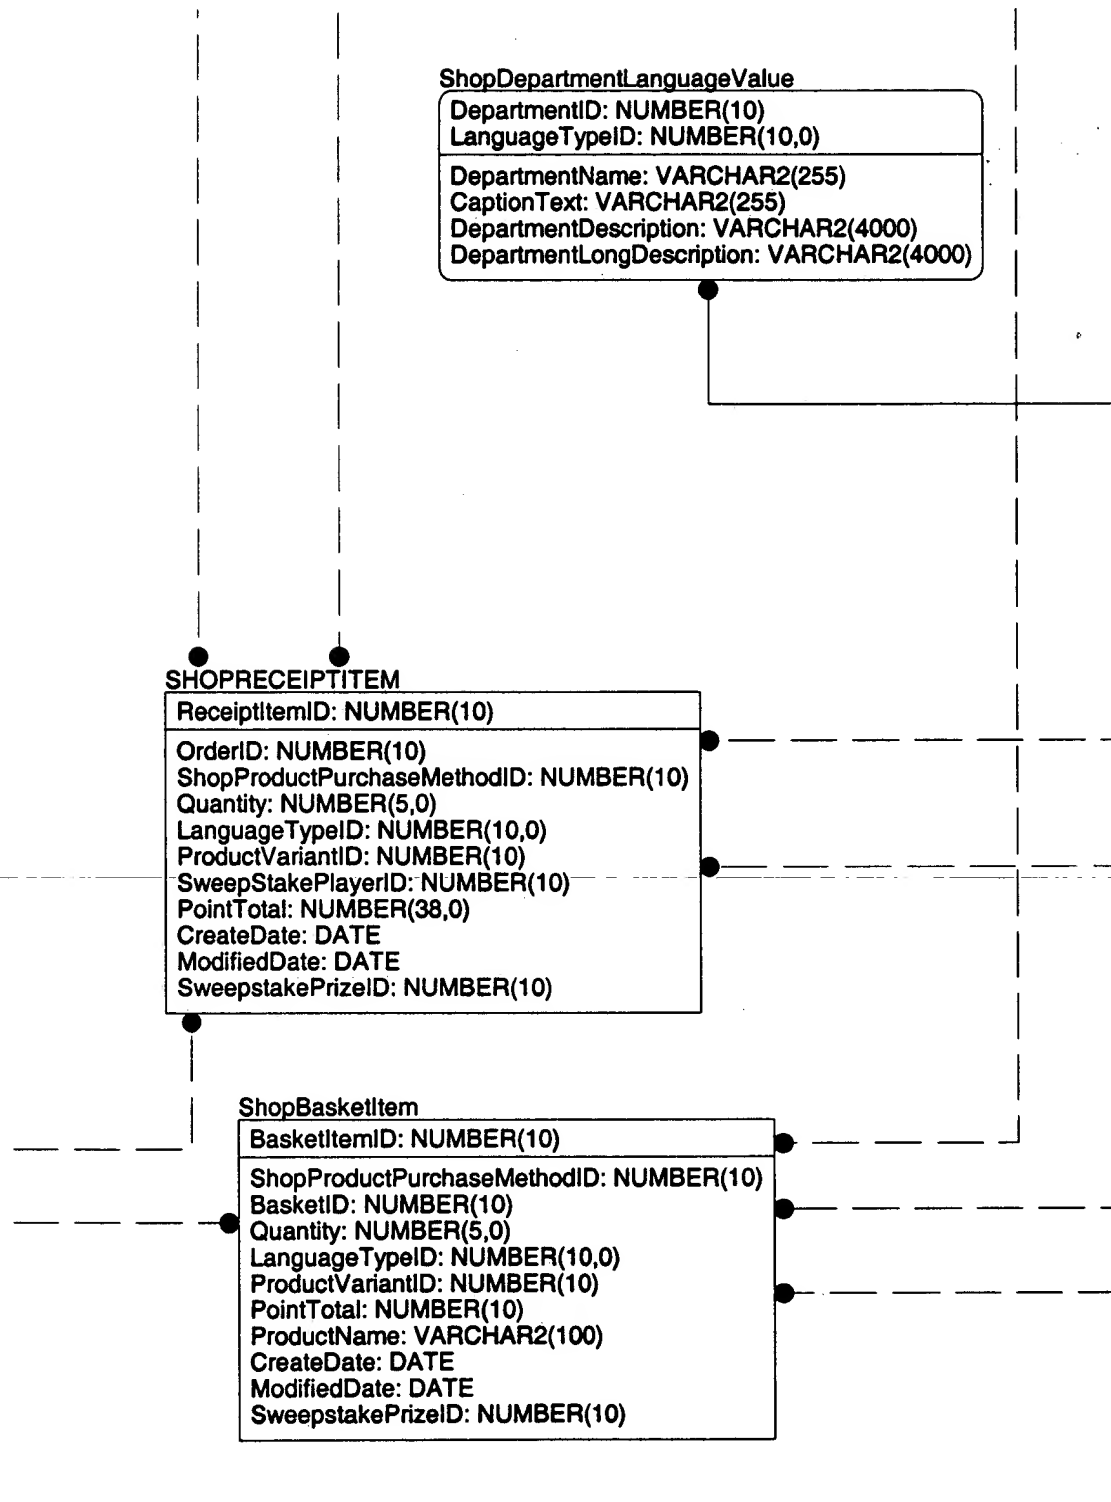 ShopDepartmentLanguageValue
DepartmentID: NUMBER(10)
LanguageTypeID: NUMBER(10,0)
DepartmentName: VARCHAR2(255)
CaptionText: VARCHAR2(255)
DepartmentDescription: VARCHAR2(4000)
DepartmentLongDescription: VARCHAR2(4000)
SHOPRECEIPTITEM
ReceiptItemID: NUMBER(10)
OrderID: NUMBER(10)
ShopProductPurchaseMethodID: NUMBER(10)
Quantity: NUMBER(5,0)
LanguageTypeID: NUMBER(10,0)
ProductVariantID: NUMBER(10)
SweepStakePlayerID: NUMBER(10)
PointTotal: NUMBER(38,0)
CreateDate: DATE
ModifiedDate: DATE
SweepstakePrizeID: NUMBER(10)
ShopBasketItem
BasketItemID: NUMBER(10)
ShopProductPurchaseMethodID: NUMBER(10)
BasketID: NUMBER(10)
Quantity: NUMBER(5,0)
LanguageTypeID: NUMBER(10,0)
ProductVariantID: NUMBER(10)
PointTotal: NUMBER(10)
ProductName: VARCHAR2(100)
CreateDate: DATE
ModifiedDate: DATE
SweepstakePrizeID: NUMBER(10)